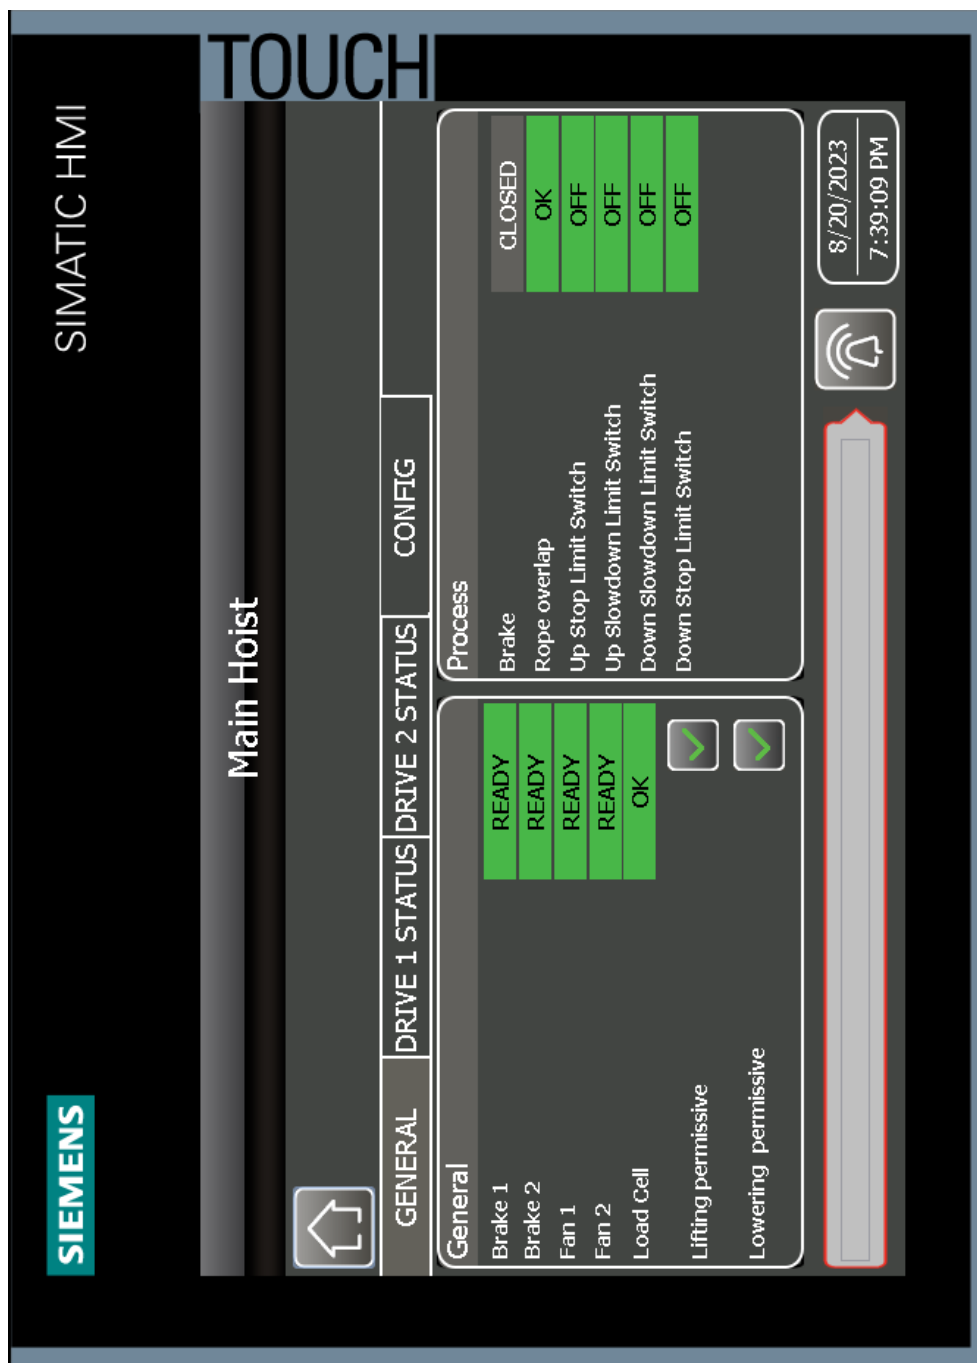 SIEMENS
SIMATIC HMI
TOUCH
Main Hoist
GENERAL
DRIVE 1 STATUS
DRIVE 2 STATUS
CONFIG
General
Brake 1 READY
Brake 2 READY
Fan 1 READY
Fan 2 READY
Load Cell OK
Lifting permissive
Lowering permissive
Process
Brake CLOSED
Rope overlap OK
Up Stop Limit Switch OFF
Up Slowdown Limit Switch OFF
Down Slowdown Limit Switch OFF
Down Stop Limit Switch OFF
8/20/2023
7:39:09 PM